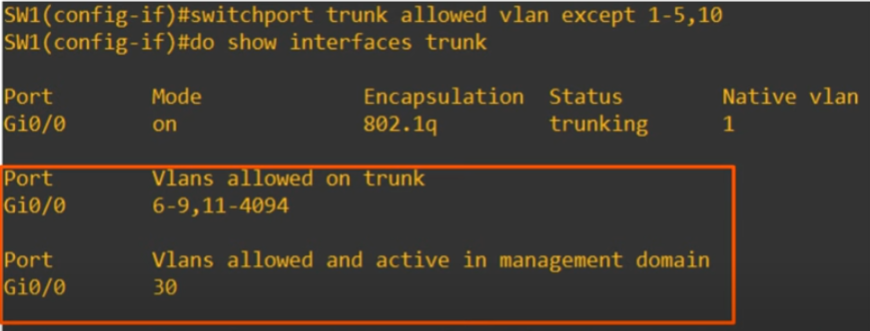 SW1(config-if)#switchport trunk allowed vlan except 1-5,10
SW1(config-if)#do show interfaces trunk
Port Mode Encapsulation Status Native vlan
Gi0/0 on 802.1q trunking 1
Port Vlans allowed on trunk
Gi0/0 6-9,11-4094
Port Vlans allowed and active in management domain
Gi0/0 30